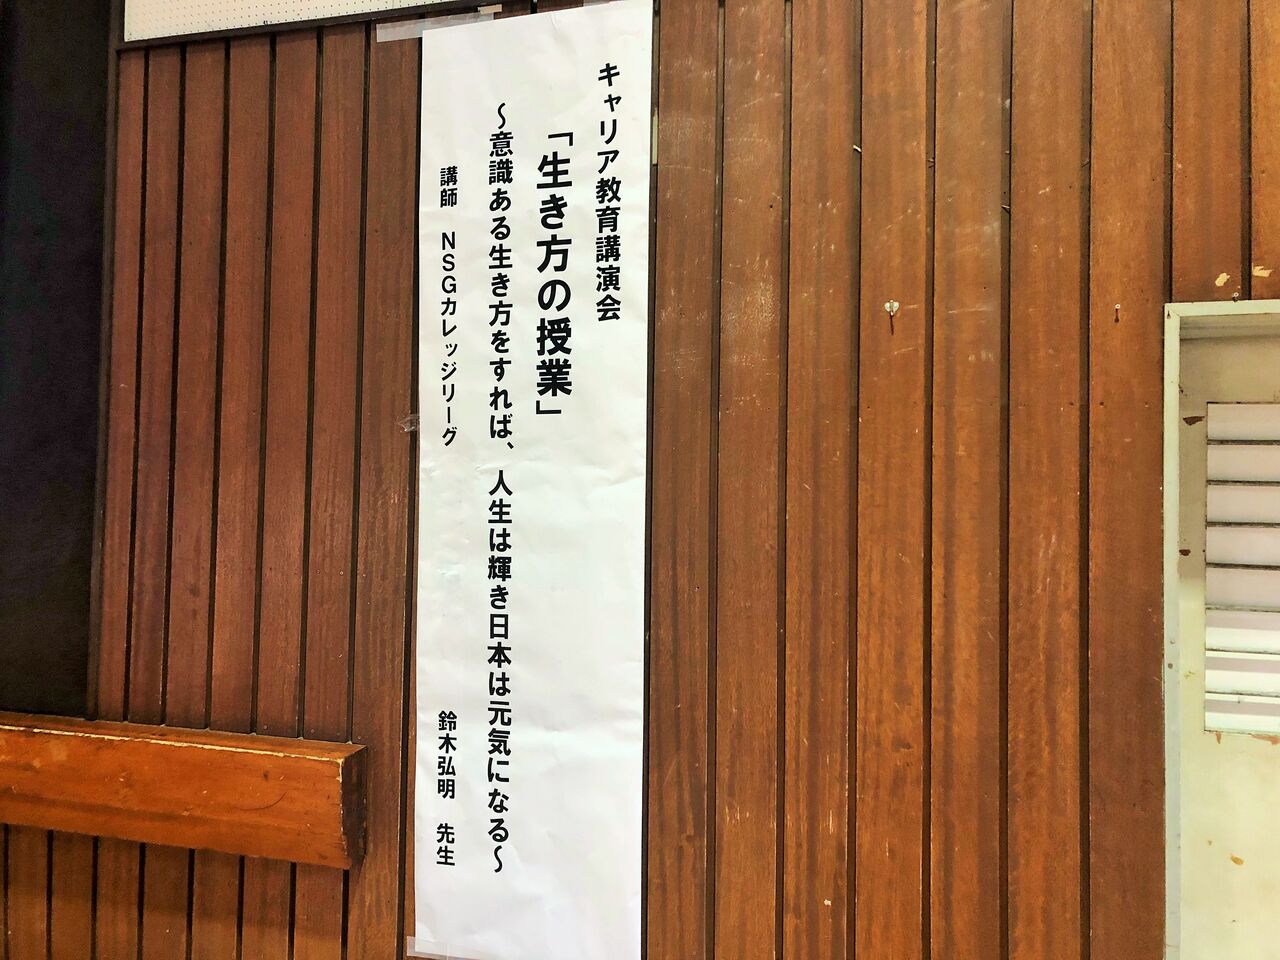 キャリア教育講演会
「生き方の授業」
～意識ある生き方をすれば、人生は輝き日本は元気になる～
講師　NSGカレッジリーグ　鈴木弘明　先生